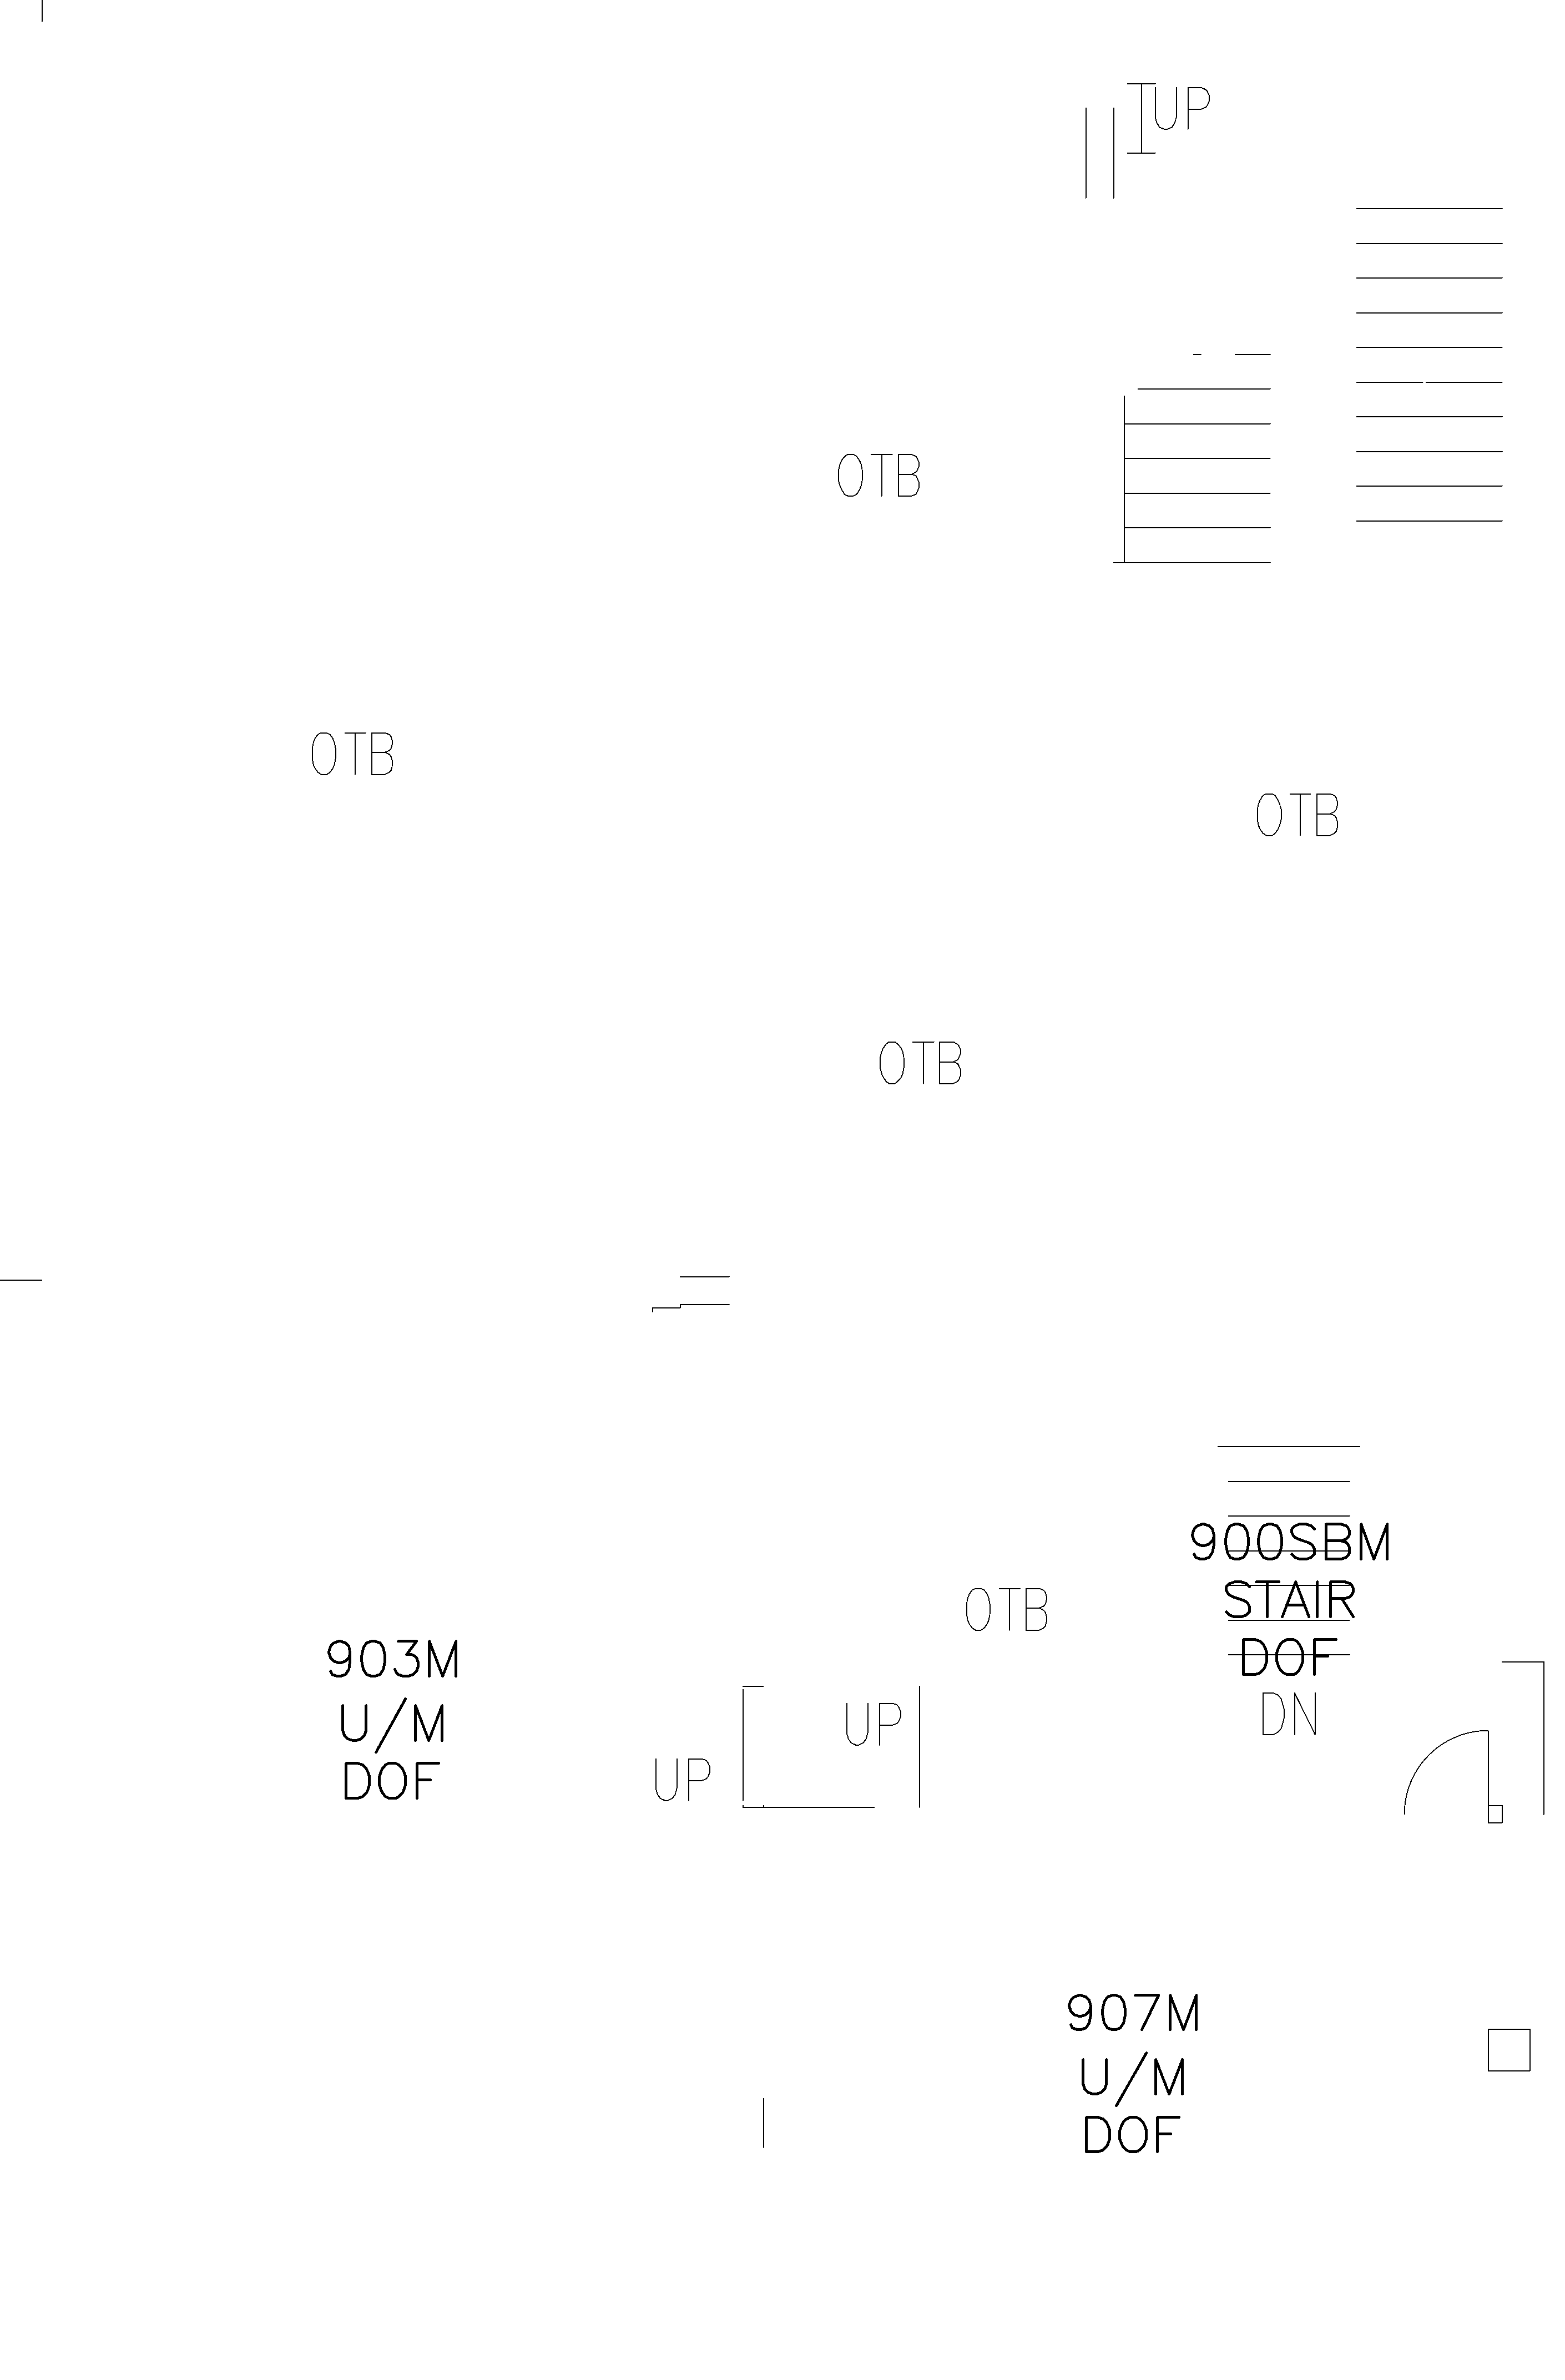 UP
OTB
OTB
OTB
OTB
900SBM
STAIR
DOF
DN
OTB
903M
U/M
DOF
UP
UP
907M
U/M
DOF